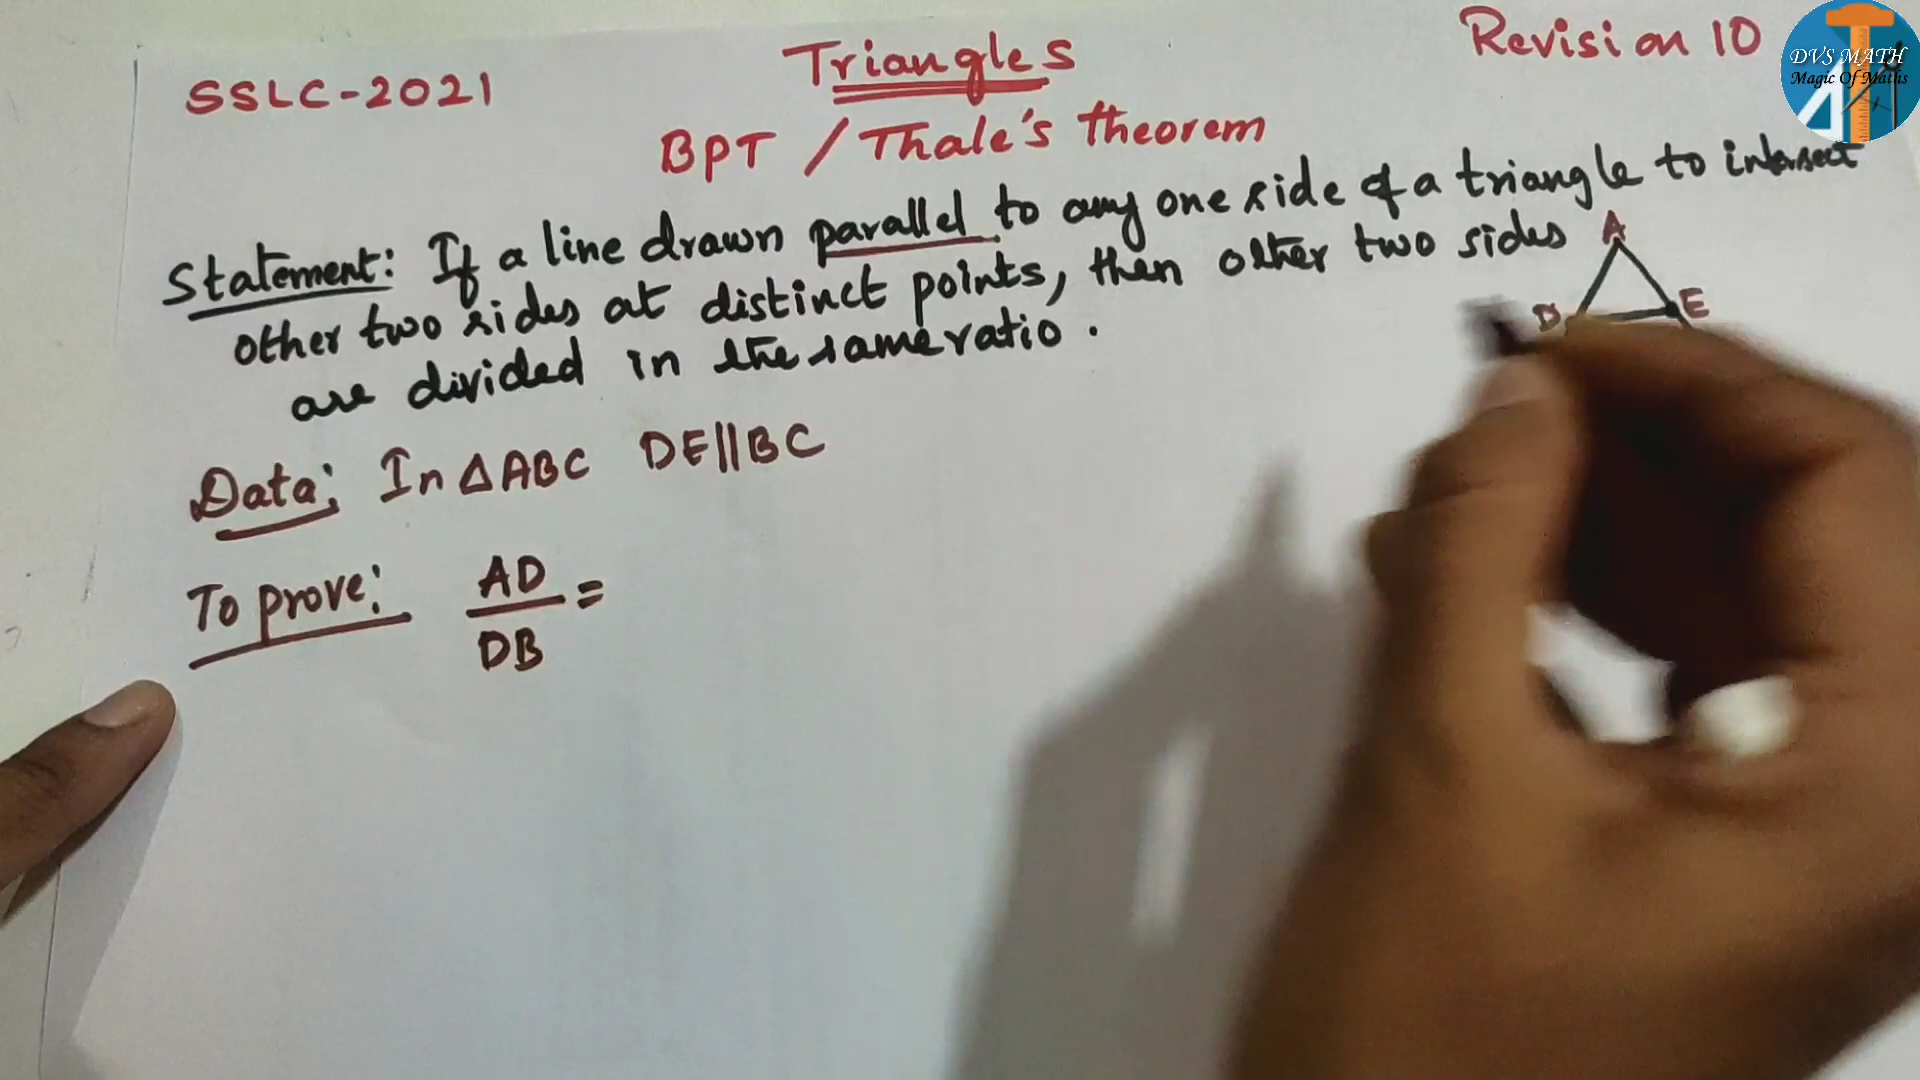 SSLC-2021
Triangles
Revision 10
DVS MATH
Magic Of Maths
BPT / Thale's theorem
Statement: If a line drawn parallel to any one side of a triangle to intersect
other two sides at distinct points, then other two sides
are divided in the same ratio.
A
D E
Data: In △ABC DE||BC
To prove: AD/DB =